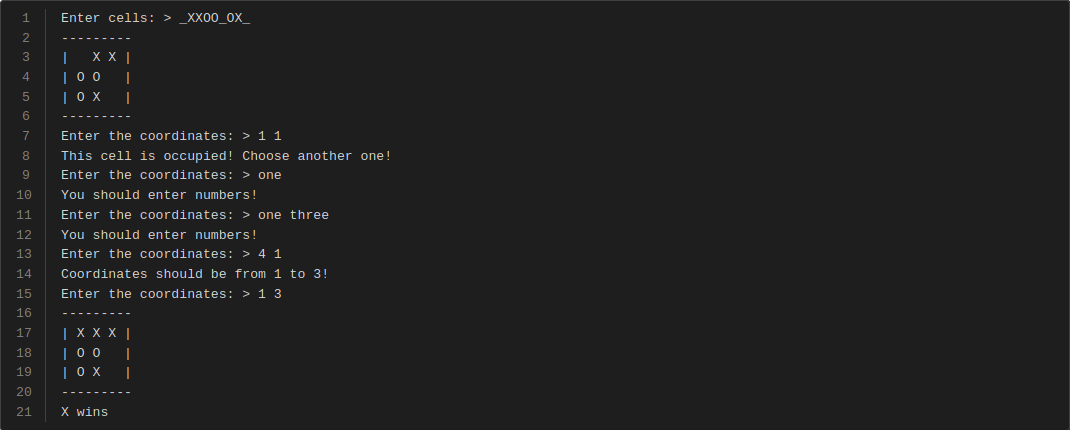 1 Enter cells: > _XXOO_OX_
2 ---------
3 |   X X |
4 | O O   |
5 | O X   |
6 ---------
7 Enter the coordinates: > 1 1
8 This cell is occupied! Choose another one!
9 Enter the coordinates: > one
10 You should enter numbers!
11 Enter the coordinates: > one three
12 You should enter numbers!
13 Enter the coordinates: > 4 1
14 Coordinates should be from 1 to 3!
15 Enter the coordinates: > 1 3
16 ---------
17 | X X X |
18 | O O   |
19 | O X   |
20 ---------
21 X wins